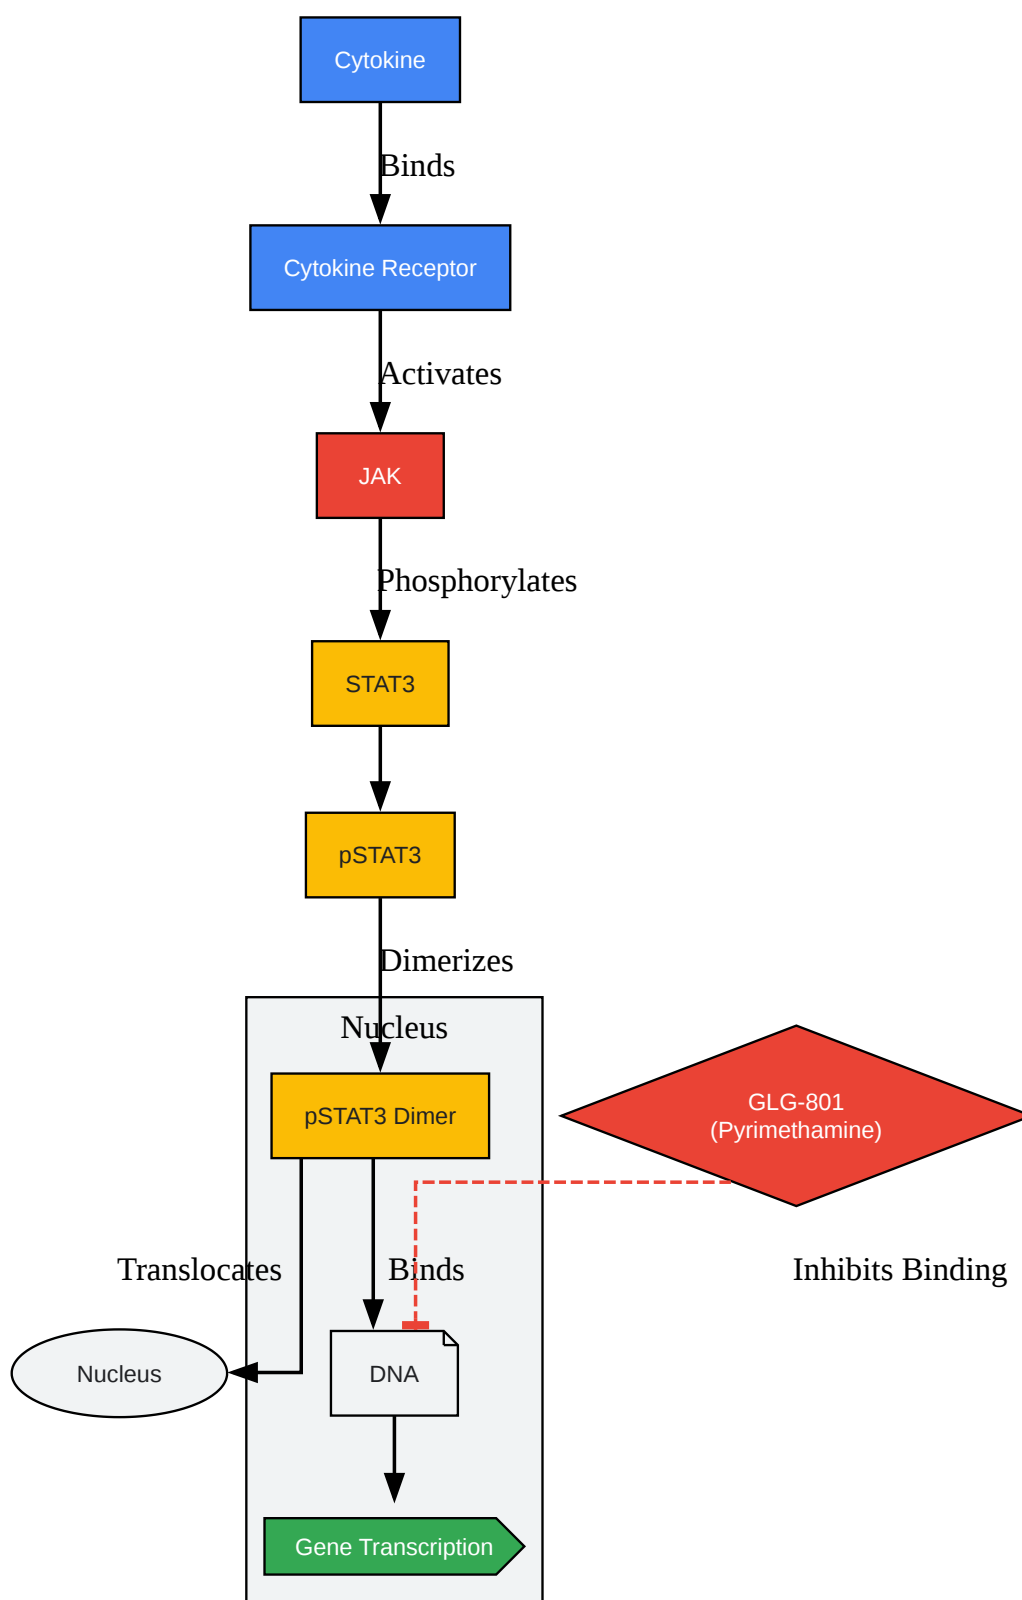 Cytokine
Binds
Cytokine Receptor
Activates
JAK
Phosphorylates
STAT3
pSTAT3
Dimerizes
Nucleus
pSTAT3 Dimer
GLG-801
(Pyrimethamine)
Translocates
Binds
Inhibits Binding
Nucleus
DNA
Gene Transcription